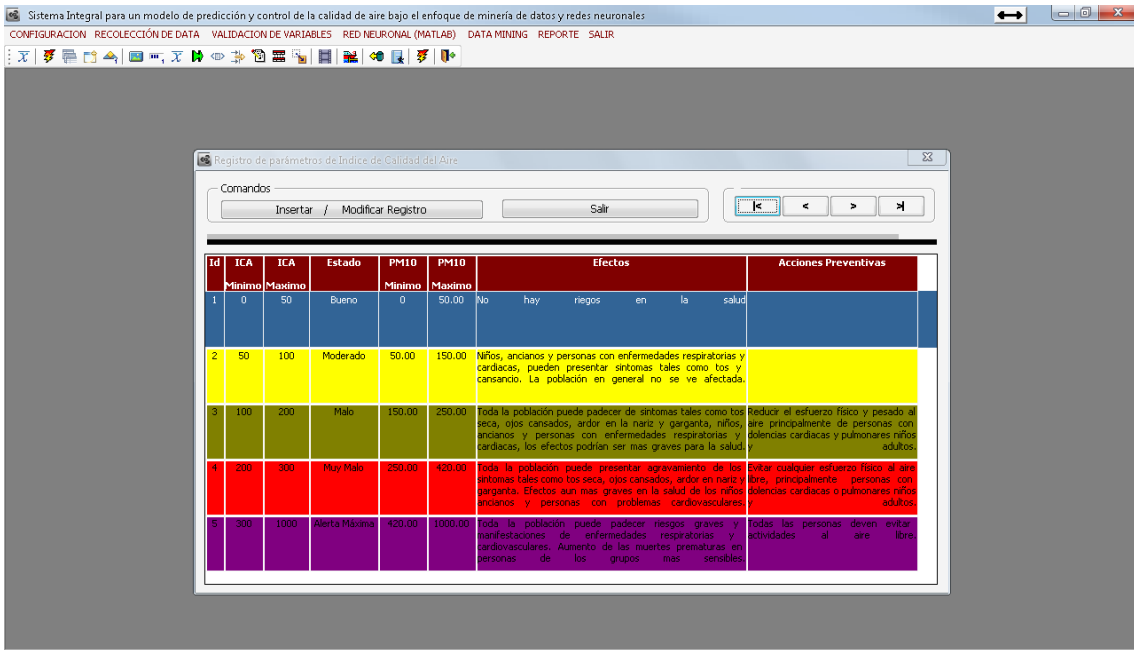 Sistema Integral para un modelo de predicción y control de la calidad de aire bajo el enfoque de minería de datos y redes neuronales
CONFIGURACION RECOLECCIÓN DE DATA VALIDACION DE VARIABLES RED NEURONAL (MATLAB) DATA MINING REPORTE SALIR
Registro de parámetros de Indice de Calidad del Aire
Comandos
Insertar / Modificar Registro Salir |< < > >|
Id ICA ICA Estado PM10 PM10 Efectos Acciones Preventivas
Minimo Maximo Minimo Maximo
1 0 50 Bueno 0 50.00 No hay riegos en la salud
2 50 100 Moderado 50.00 150.00 Niños, ancianos y personas con enfermedades respiratorias y
cardiacas, pueden presentar sintomas tales como tos y
cansancio. La población en general no se ve afectada.
3 100 200 Malo 150.00 250.00 Toda la población puede padecer de sintomas tales como tos Reducir el esfuerzo físico y pesado al
seca, ojos cansados, ardor en la nariz y garganta, niños, aire principalmente de personas con
ancianos y personas con enfermedades respiratorias y dolencias cardiacas y pulmonares niños
cardiacas, los efectos podrían ser mas graves para la salud. y adultos.
4 200 300 Muy Malo 250.00 420.00 Toda la población puede presentar agravamiento de los Evitar cualquier esfuerzo fisico al aire
sintomas tales como tos seca, ojos cansados, ardor en nariz y libre, principalmente personas con
garganta. Efectos aun mas graves en la salud de los niños dolencias cardiacas o pulmonares niños
ancianos y personas con problemas cardiovasculares. y adultos.
5 300 1000 Alerta Máxima 420.00 1000.00 Toda la población puede padecer riesgos graves y Todas las personas deven evitar
manifestaciones de enfermedades respiratorias y actividades al aire libre.
cardiovasculares. Aumento de las muertes prematuras en
personas de los grupos mas sensibles.